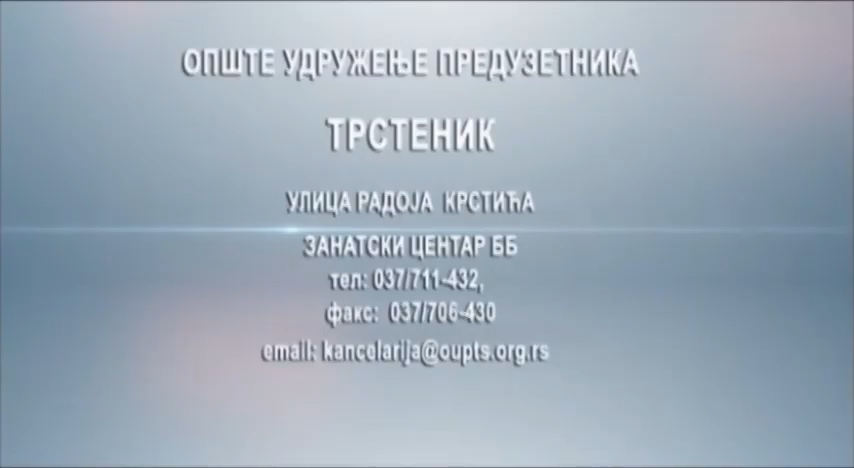 ОПШТЕ УДРУЖЕЊЕ ПРЕДУЗЕТНИКА
ТРСТЕНИК
УЛИЦА РАДОЈА КРСТИЋА
ЗАНАТСКИ ЦЕНТАР ББ
тел: 037/711-432,
факс: 037/706-430
email: kancelarija@oupts.org.rs